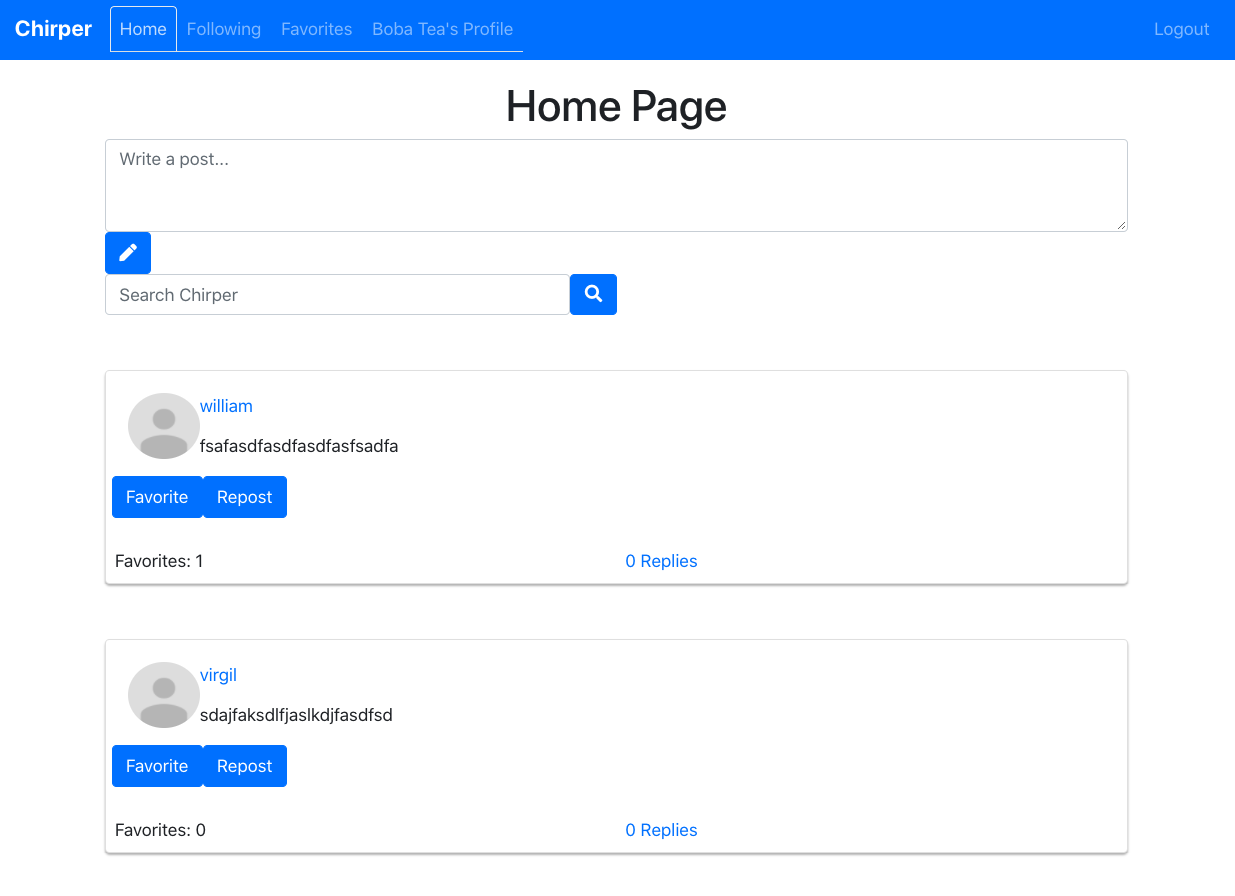 Chirper Home Following Favorites Boba Tea's Profile Logout
Home Page
Write a post...
Search Chirper
william
fsafasdfasdfasdfasfsadfa
Favorite Repost
Favorites: 1 0 Replies
virgil
sdajfaksdlfjaslkdjfasdfsd
Favorite Repost
Favorites: 0 0 Replies